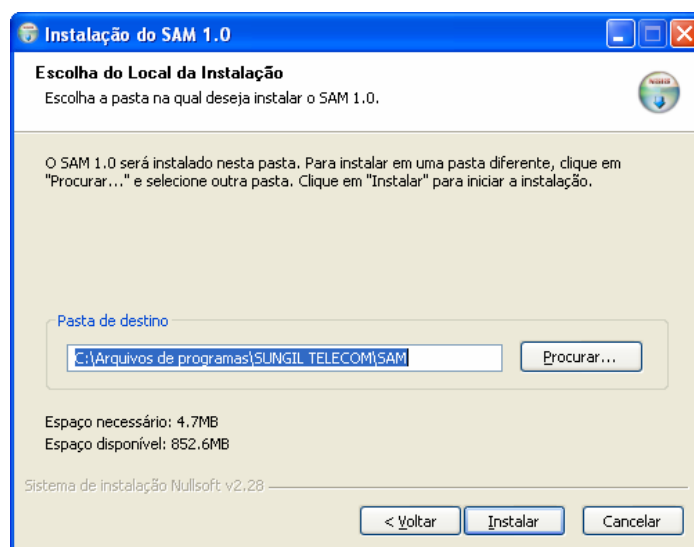 Instalação do SAM 1.0
Escolha do Local da Instalação
Escolha a pasta na qual deseja instalar o SAM 1.0.
O SAM 1.0 será instalado nesta pasta. Para instalar em uma pasta diferente, clique em
"Procurar..." e selecione outra pasta. Clique em "Instalar" para iniciar a instalação.
Pasta de destino
C:\Arquivos de programas\SUNGIL TELECOM\SAM
Procurar...
Espaço necessário: 4.7MB
Espaço disponível: 852.6MB
Sistema de instalação Nullsoft v2.28
< Voltar
Instalar
Cancelar